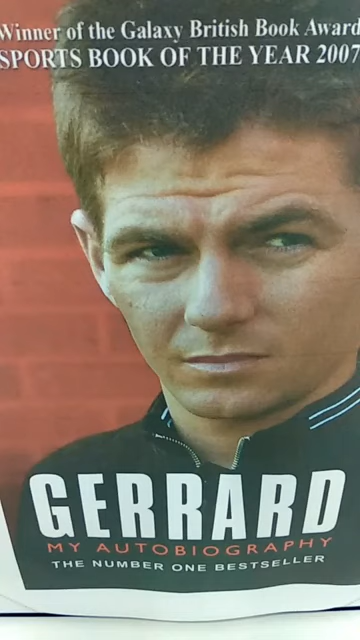 Winner of the Galaxy British Book Award
SPORTS BOOK OF THE YEAR 2007
GERRARD
MY AUTOBIOGRAPHY
THE NUMBER ONE BESTSELLER